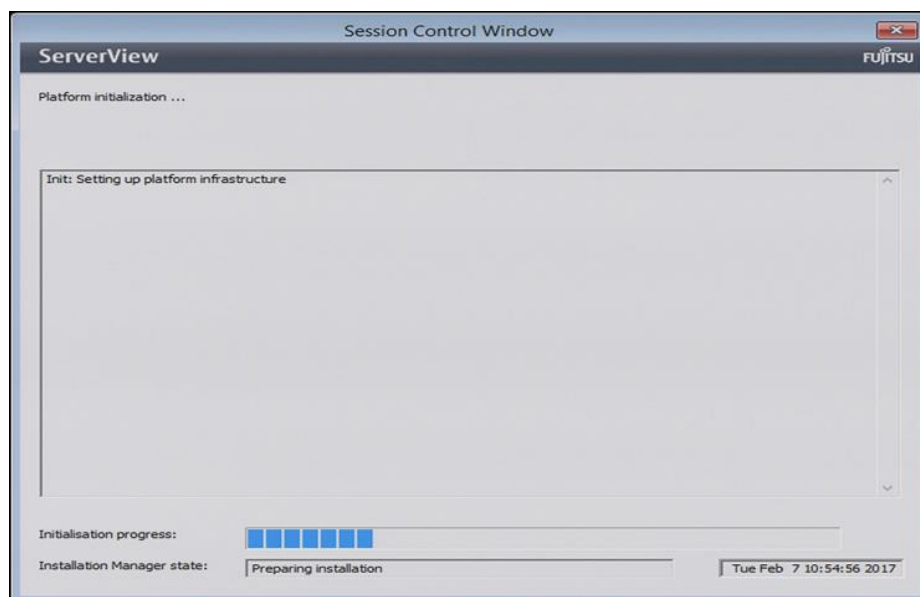 Session Control Window
ServerView
FUJITSU
Platform initialization ...
Init: Setting up platform infrastructure
Initialisation progress:
Installation Manager state:
Preparing installation
Tue Feb 7 10:54:56 2017